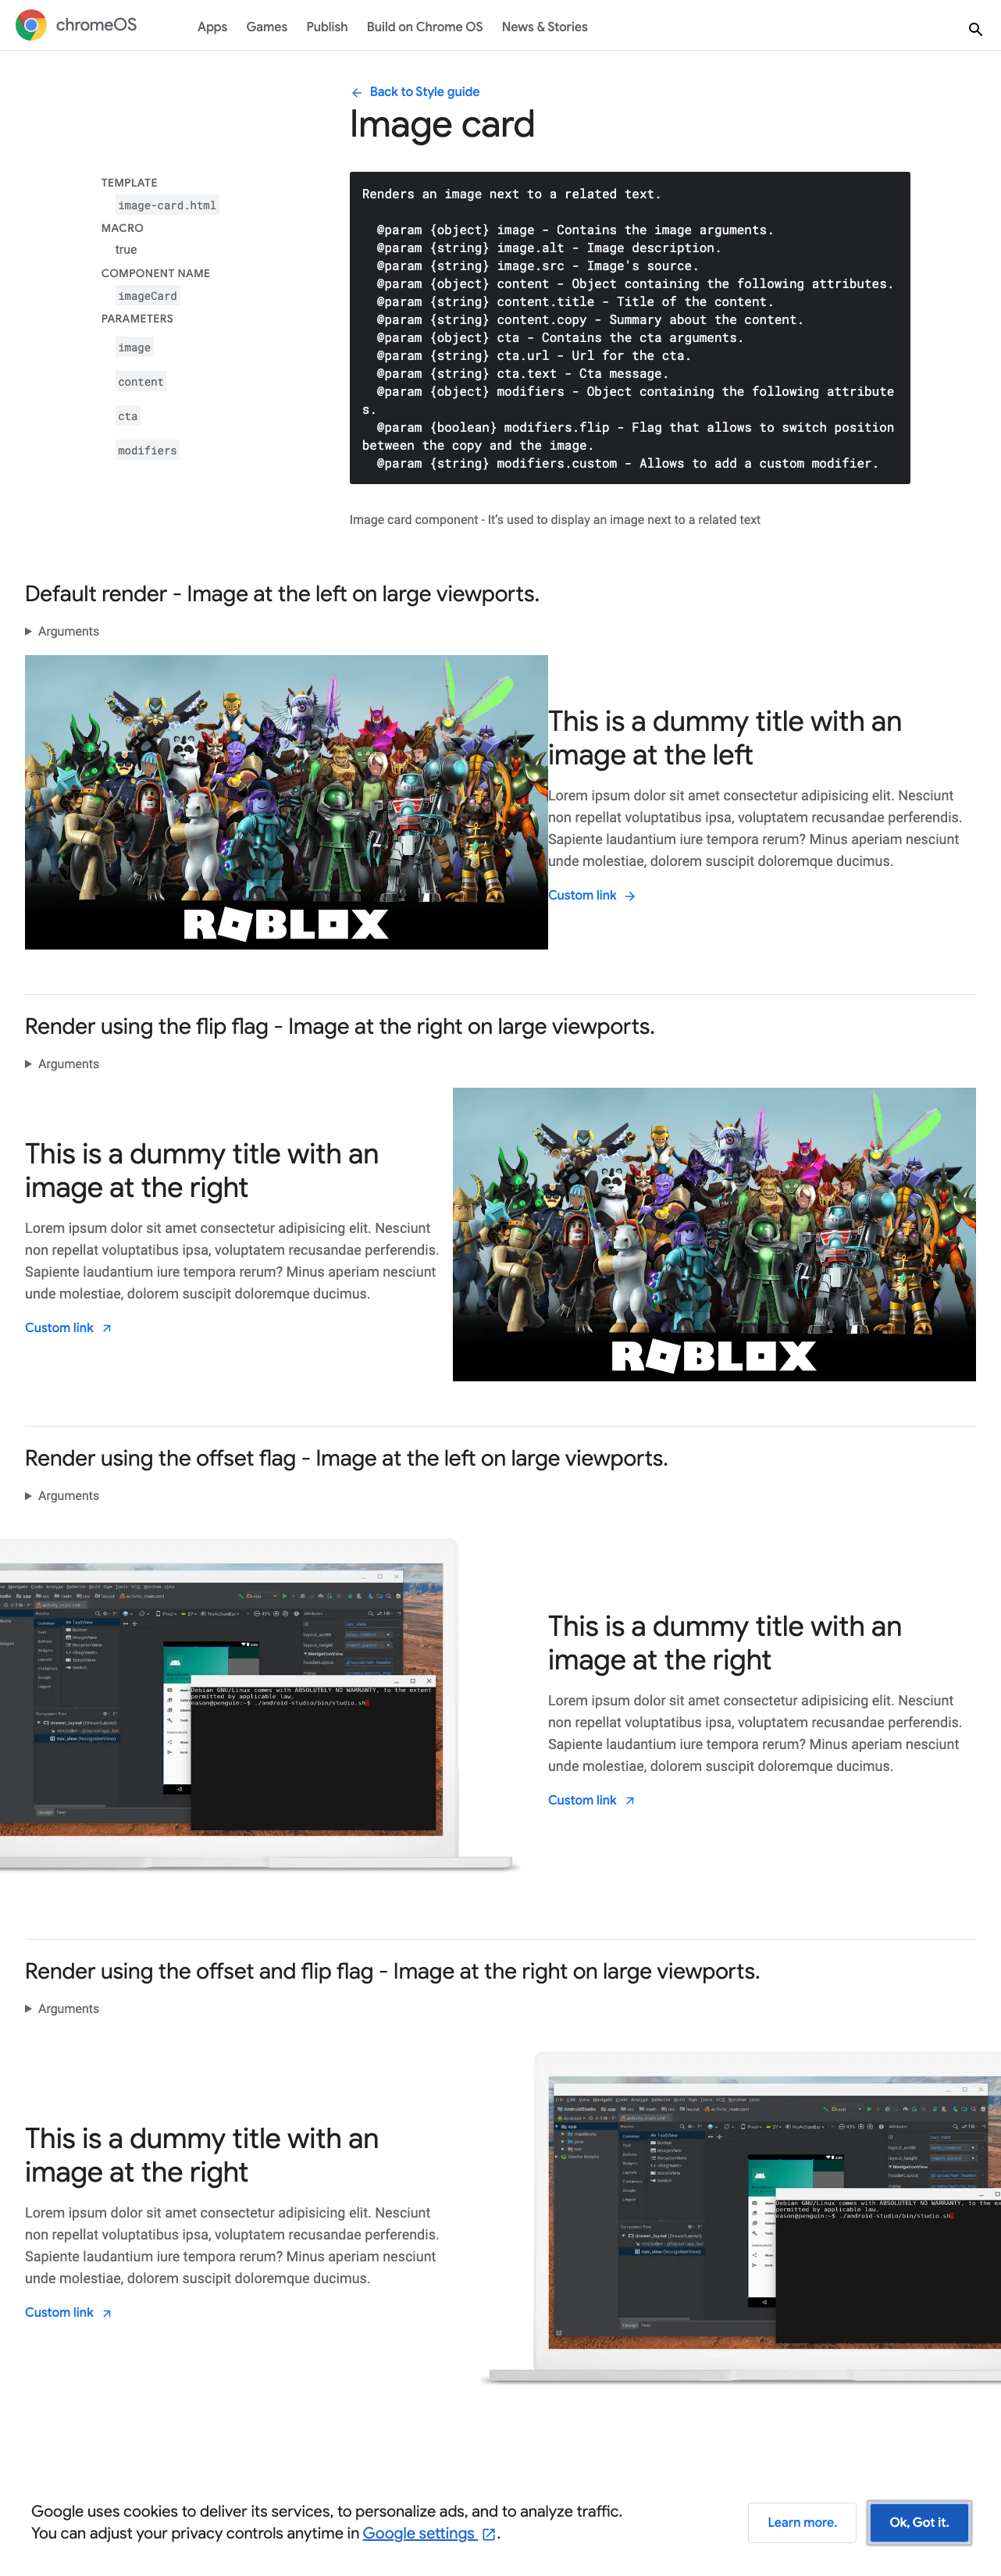 chromeOS Apps Games Publish Build on Chrome OS News & Stories
Back to Style guide
Image card
TEMPLATE
image-card.html
MACRO
true
COMPONENT NAME
imageCard
PARAMETERS
image
content
cta
modifiers
Renders an image next to a related text.
@param {object} image - Contains the image arguments.
@param {string} image.alt - Image description.
@param {string} image.src - Image's source.
@param {object} content - Object containing the following attributes.
@param {string} content.title - Title of the content.
@param {string} content.copy - Summary about the content.
@param {object} cta - Contains the cta arguments.
@param {string} cta.url - Url for the cta.
@param {string} cta.text - Cta message.
@param {object} modifiers - Object containing the following attribute
s.
@param {boolean} modifiers.flip - Flag that allows to switch position
between the copy and the image.
@param {string} modifiers.custom - Allows to add a custom modifier.
Image card component - It's used to display an image next to a related text
Default render - Image at the left on large viewports.
Arguments
ROBLOX
This is a dummy title with an
image at the left
Lorem ipsum dolor sit amet consectetur adipisicing elit. Nesciunt
non repellat voluptatibus ipsa, voluptatem recusandae perferendis.
Sapiente laudantium iure tempora rerum? Minus aperiam nesciunt
unde molestiae, dolorem suscipit doloremque ducimus.
Custom link
Render using the flip flag - Image at the right on large viewports.
Arguments
This is a dummy title with an
image at the right
Lorem ipsum dolor sit amet consectetur adipisicing elit. Nesciunt
non repellat voluptatibus ipsa, voluptatem recusandae perferendis.
Sapiente laudantium iure tempora rerum? Minus aperiam nesciunt
unde molestiae, dolorem suscipit doloremque ducimus.
Custom link
ROBLOX
Render using the offset flag - Image at the left on large viewports.
Arguments
Debian GNU/Linux comes with ABSOLUTELY NO WARRANTY, to the extent
permitted by applicable law.
eason@penguin:~$ ./android-studio/bin/studio.sh
This is a dummy title with an
image at the right
Lorem ipsum dolor sit amet consectetur adipisicing elit. Nesciunt
non repellat voluptatibus ipsa, voluptatem recusandae perferendis.
Sapiente laudantium iure tempora rerum? Minus aperiam nesciunt
unde molestiae, dolorem suscipit doloremque ducimus.
Custom link
Render using the offset and flip flag - Image at the right on large viewports.
Arguments
This is a dummy title with an
image at the right
Lorem ipsum dolor sit amet consectetur adipisicing elit. Nesciunt
non repellat voluptatibus ipsa, voluptatem recusandae perferendis.
Sapiente laudantium iure tempora rerum? Minus aperiam nesciunt
unde molestiae, dolorem suscipit doloremque ducimus.
Custom link
Debian GNU/Linux comes with ABSOLUTELY NO WARRANTY, to the ex
permitted by applicable law.
eason@penguin:~$ ./android-studio/bin/studio.sh
Google uses cookies to deliver its services, to personalize ads, and to analyze traffic.
You can adjust your privacy controls anytime in Google settings.
Learn more.
Ok, Got it.